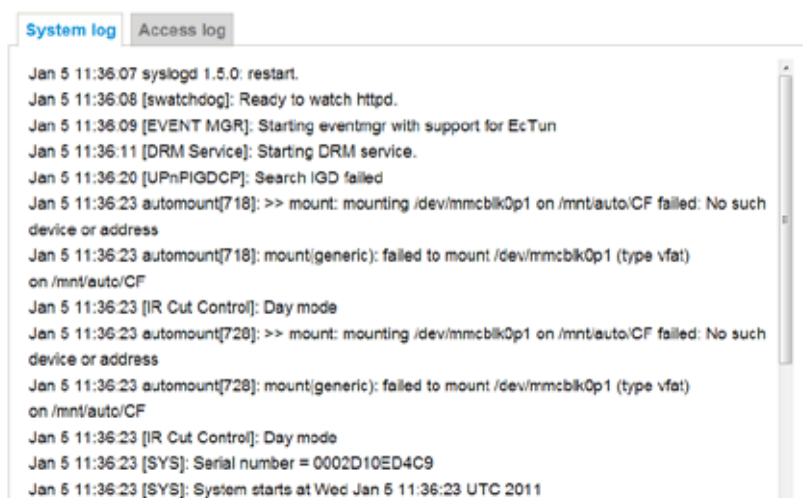 System log Access log
Jan 5 11:36:07 syslogd 1.5.0: restart.
Jan 5 11:36:08 [swatchdog]: Ready to watch httpd.
Jan 5 11:36:09 [EVENT MGR]: Starting eventmgr with support for EcTun
Jan 5 11:36:11 [DRM Service]: Starting DRM service.
Jan 5 11:36:20 [UPnPIGDCP]: Search IGD failed
Jan 5 11:36:23 automount[718]: >> mount: mounting /dev/mmcblk0p1 on /mnt/auto/CF failed: No such
device or address
Jan 5 11:36:23 automount[718]: mount(generic): failed to mount /dev/mmcblk0p1 (type vfat)
on /mnt/auto/CF
Jan 5 11:36:23 [IR Cut Control]: Day mode
Jan 5 11:36:23 automount[728]: >> mount: mounting /dev/mmcblk0p1 on /mnt/auto/CF failed: No such
device or address
Jan 5 11:36:23 automount[728]: mount(generic): failed to mount /dev/mmcblk0p1 (type vfat)
on /mnt/auto/CF
Jan 5 11:36:23 [IR Cut Control]: Day mode
Jan 5 11:36:23 [SYS]: Serial number = 0002D10ED4C9
Jan 5 11:36:23 [SYS]: System starts at Wed Jan 5 11:36:23 UTC 2011